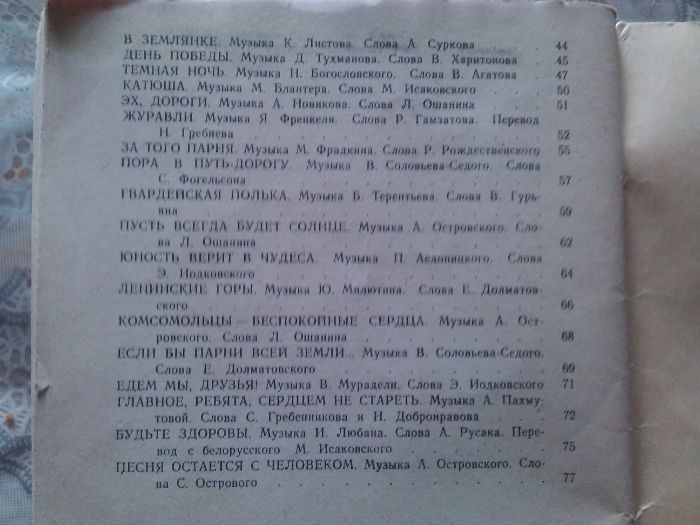 В ЗЕМЛЯНКЕ. Музыка К. Листова. Слова А. Суркова . . . 44
ДЕНЬ ПОБЕДЫ. Музыка Д. Тухманова. Слова В. Харитонова . 45
ТЕМНАЯ НОЧЬ. Музыка Н. Богословского. Слова В. Агатова . 47
КАТЮША. Музыка М. Блантера. Слова М. Исаковского . . 50
ЭХ, ДОРОГИ. Музыка А. Новикова. Слова Л. Ошанина . . 51
ЖУРАВЛИ. Музыка Я. Френкеля. Слова Р. Гамзатова. Перевод
Н. Гребнева . . . . . . . . 52
ЗА ТОГО ПАРНЯ. Музыка М. Фрадкина. Слова Р. Рождественского 55
ПОРА В ПУТЬ-ДОРОГУ. Музыка В. Соловьева-Седого. Слова
С. Фогельсона . . . . . . . . 57
ГВАРДЕЙСКАЯ ПОЛЬКА. Музыка Б. Терентьева. Слова В. Гурь-
яна . . . . . . . . 59
ПУСТЬ ВСЕГДА БУДЕТ СОЛНЦЕ. Музыка А. Островского. Сло-
ва Л. Ошанина . . . . . . . . 62
ЮНОСТЬ ВЕРИТ В ЧУДЕСА. Музыка П. Аедоницкого. Слова
Э. Иодковского . . . . . . . . 64
ЛЕНИНСКИЕ ГОРЫ. Музыка Ю. Милютина. Слова Е. Долматов-
ского . . . . . . . . 66
КОМСОМОЛЬЦЫ — БЕСПОКОЙНЫЕ СЕРДЦА. Музыка А. Ост-
ровского. Слова Л. Ошанина . . . . . . 68
ЕСЛИ БЫ ПАРНИ ВСЕЙ ЗЕМЛИ... Музыка В. Соловьева-Седого.
Слова Е. Долматовского . . . . . . 69
ЕДЕМ МЫ, ДРУЗЬЯ! Музыка В. Мурадели. Слова Э. Иодковского 71
ГЛАВНОЕ, РЕБЯТА, СЕРДЦЕМ НЕ СТАРЕТЬ. Музыка А. Пахму-
товой. Слова С. Гребенникова и Н. Добронравова . . . 72
БУДЬТЕ ЗДОРОВЫ. Музыка И. Любана. Слова А. Русака. Пере-
вод с белорусского М. Исаковского . . . . 75
ПЕСНЯ ОСТАЕТСЯ С ЧЕЛОВЕКОМ. Музыка А. Островского. Сло-
ва С. Острового . . . . . . . . 77